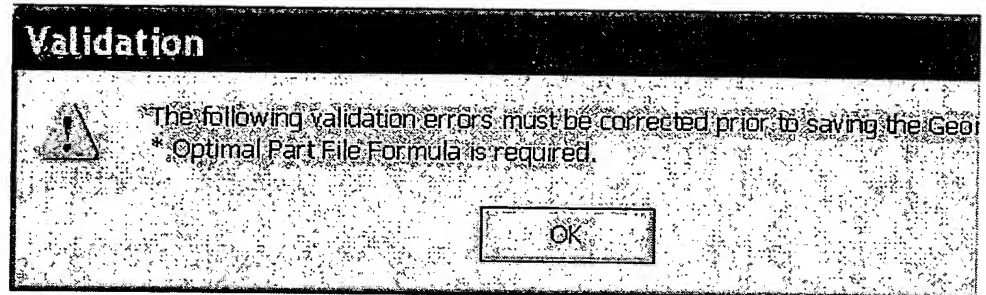 Validation
The following validation errors must be corrected prior to saving the Geor
* Optimal Part File Formula is required.
OK